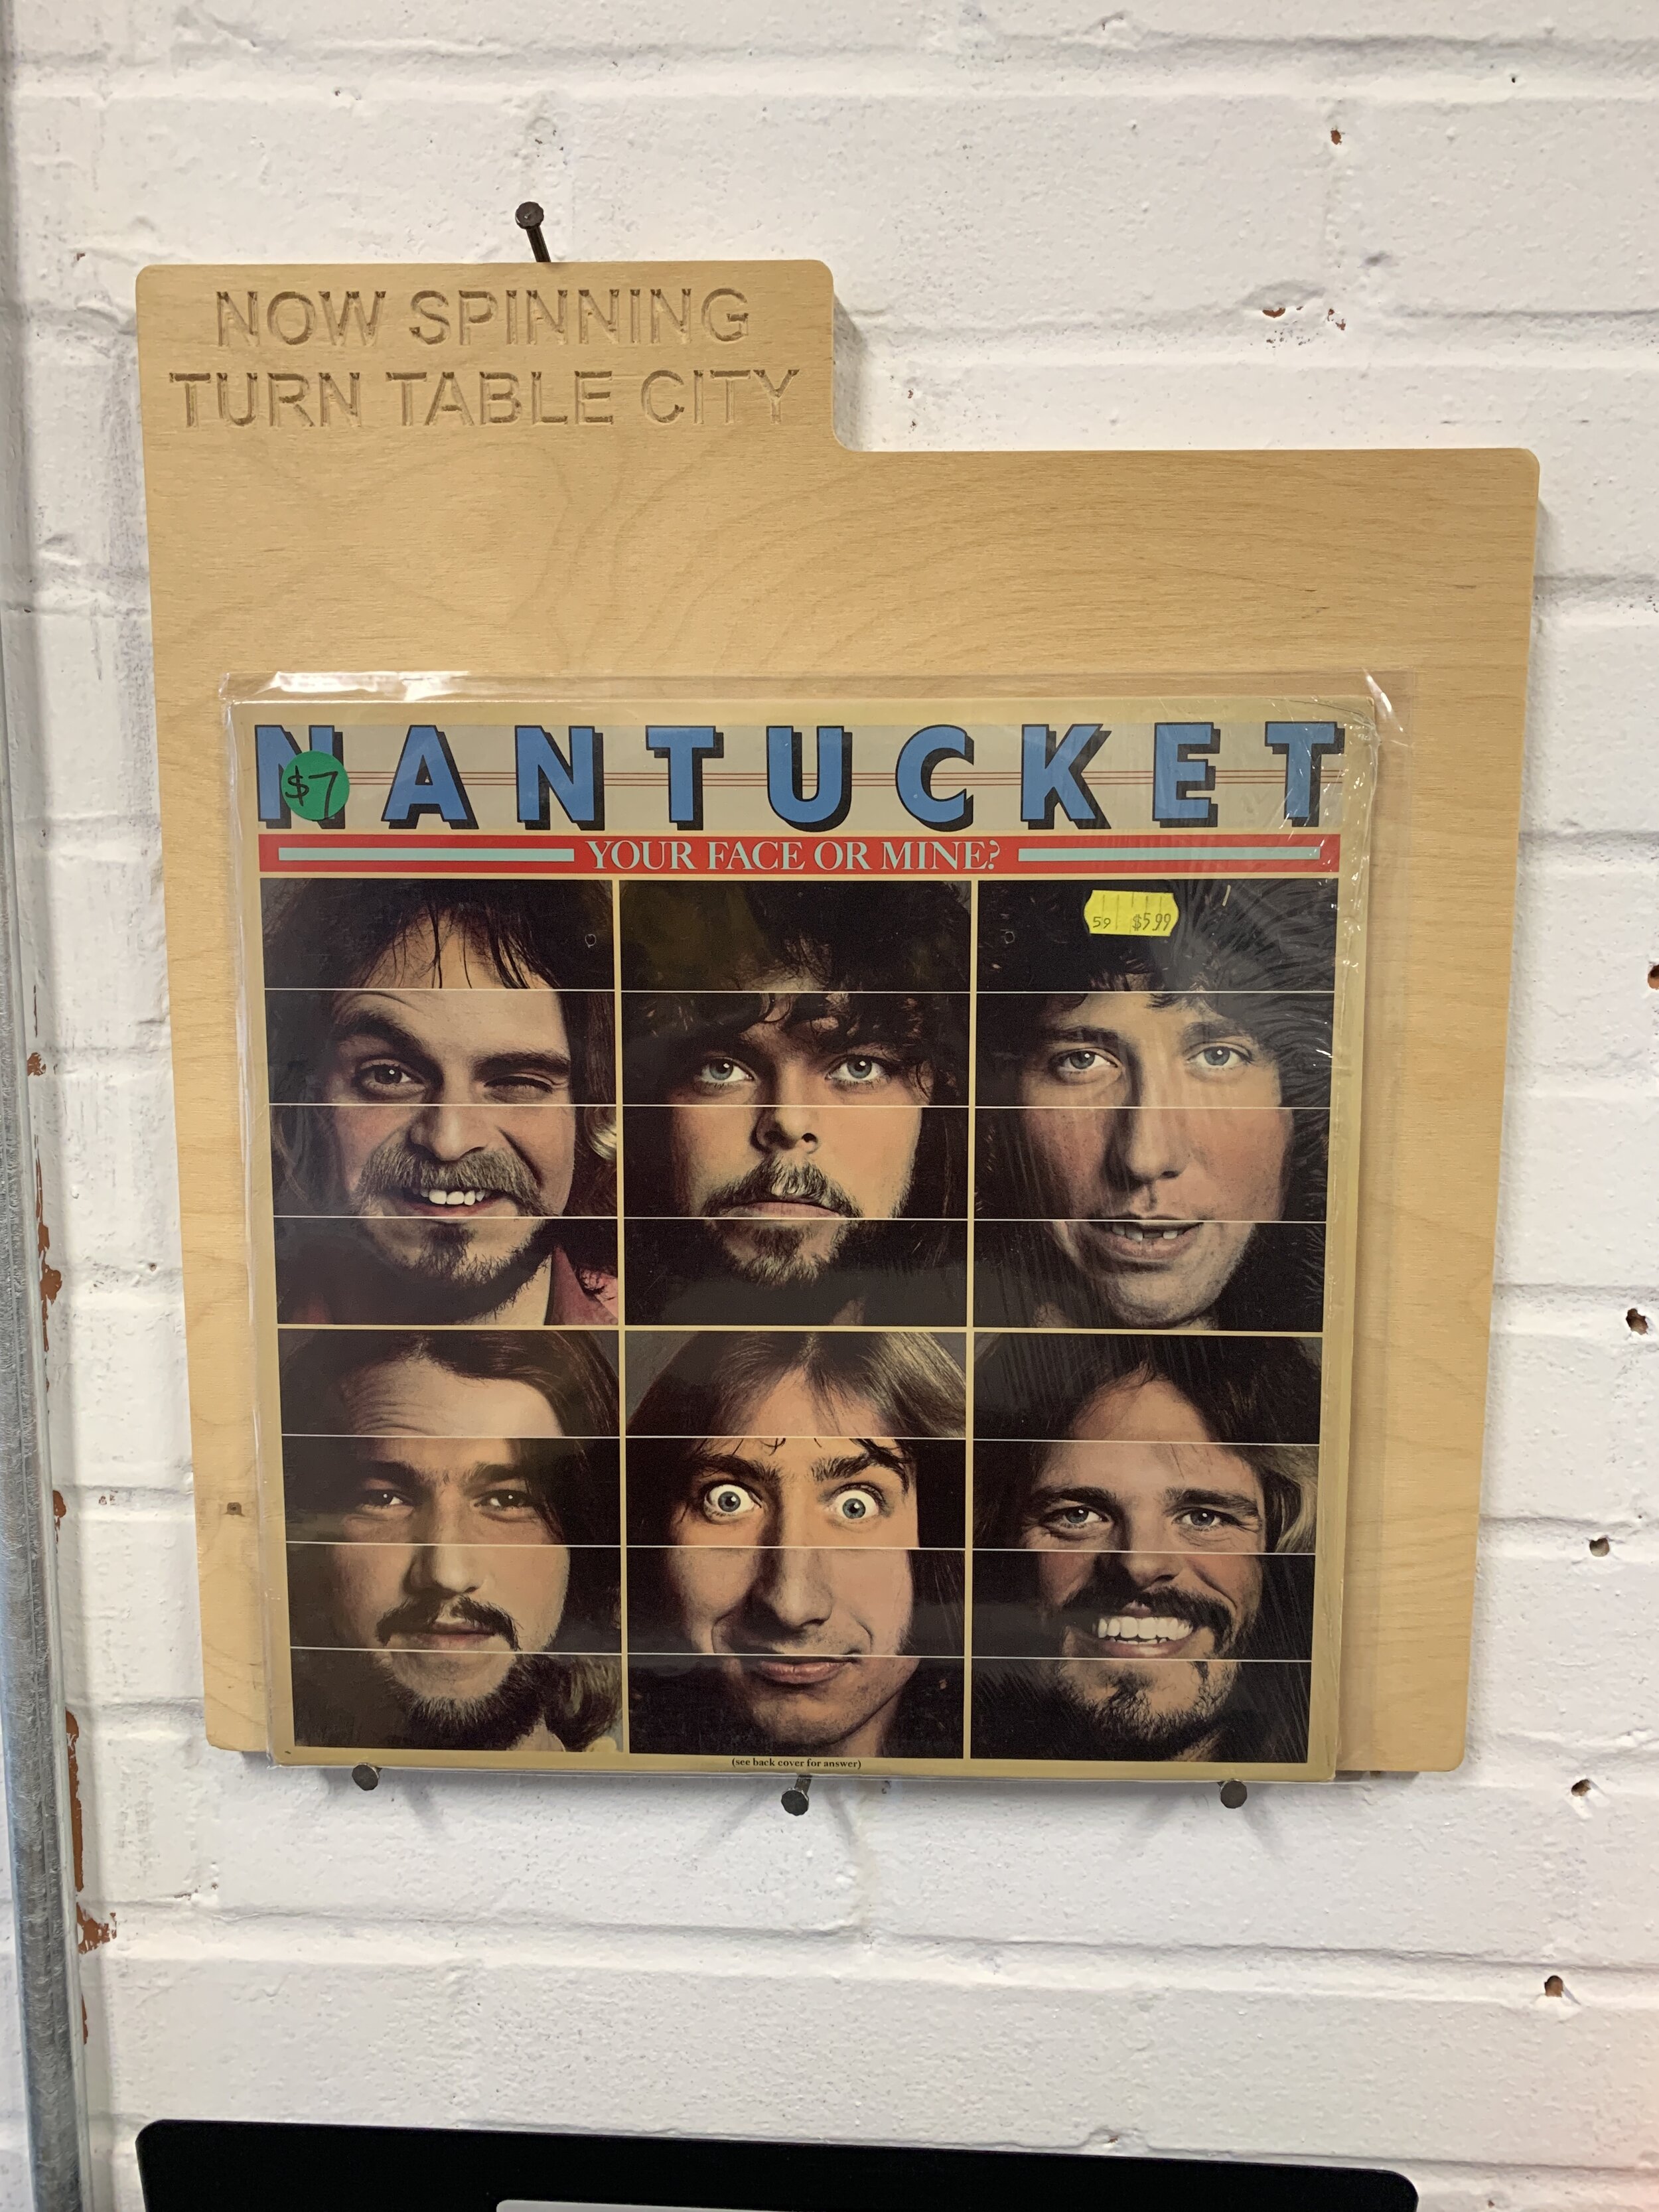 NOW SPINNING
TURN TABLE CITY
NANTUCKET
$7
YOUR FACE OR MINE?
59 $5.99
(see back cover for answer)